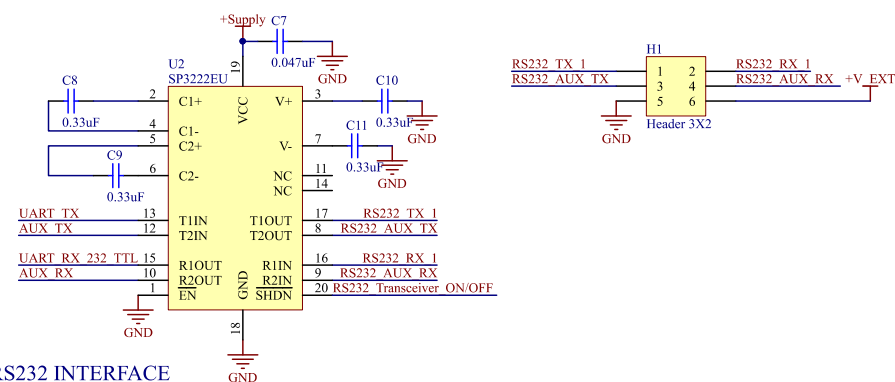 +Supply
C7
0.047uF
GND
U2
SP3222EU
19
VCC
C8
0.33uF
2
C1+
4
C1-
5
C2+
C9
0.33uF
6
C2-
V+
3
C10
0.33uF
GND
V-
7
C11
0.33uF
GND
NC
11
NC
14
UART_TX
13
T1IN
AUX_TX
12
T2IN
T1OUT
17
RS232_TX_1
T2OUT
8
RS232_AUX_TX
UART_RX_232_TTL
15
R1OUT
AUX_RX
10
R2OUT
1
EN
GND
R1IN
16
RS232_RX_1
R2IN
9
RS232_AUX_RX
SHDN
20
RS232_Transceiver_ON/OFF
GND
18
GND
H1
RS232_TX_1
1
2
RS232_RX_1
RS232_AUX_TX
3
4
RS232_AUX_RX
+V_EXT
5
6
GND
Header 3X2
RS232 INTERFACE